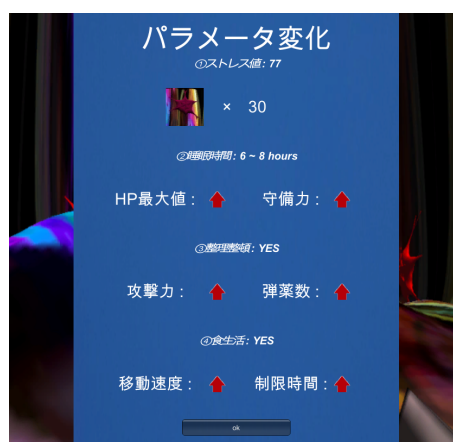 パラメータ変化
①ストレス値: 77
× 30
②睡眠時間: 6 ~ 8 hours
HP最大値: 守備力:
③整理整頓: YES
攻撃力: 弾薬数:
④食生活: YES
移動速度: 制限時間:
ok